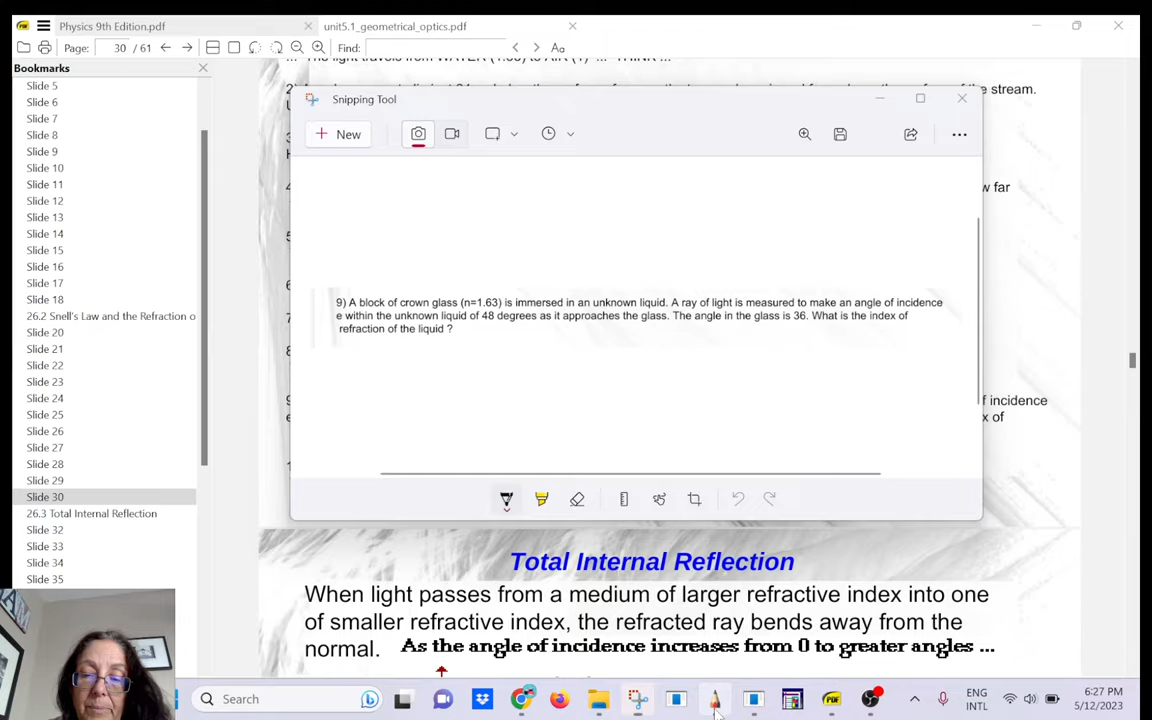 Physics 9th Edition.pdf
unit5.1_geometrical_optics.pdf
Page: 30 / 61
Find:
Aa
Bookmarks
Slide 5
Slide 6
Slide 7
Slide 8
Slide 9
Slide 10
Slide 11
Slide 12
Slide 13
Slide 14
Slide 15
Slide 16
Slide 17
Slide 18
26.2 Snell's Law and the Refraction o
Slide 20
Slide 21
Slide 22
Slide 23
Slide 24
Slide 25
Slide 26
Slide 27
Slide 28
Slide 29
Slide 30
26.3 Total Internal Reflection
Slide 32
Slide 33
Slide 34
Slide 35
of the stream.
w far
f incidence
x of
Snipping Tool
New
9) A block of crown glass (n=1.63) is immersed in an unknown liquid. A ray of light is measured to make an angle of incidence
e within the unknown liquid of 48 degrees as it approaches the glass. The angle in the glass is 36. What is the index of
refraction of the liquid ?
Total Internal Reflection
When light passes from a medium of larger refractive index into one
of smaller refractive index, the refracted ray bends away from the
normal. As the angle of incidence increases from 0 to greater angles ...
Search
ENG
INTL
6:27 PM
5/12/2023